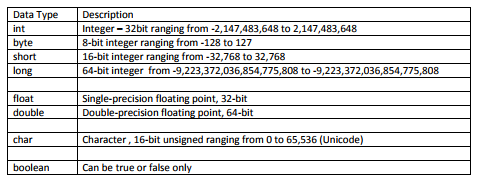 Data Type Description
int Integer – 32bit ranging from -2,147,483,648 to 2,147,483,648
byte 8-bit integer ranging from -128 to 127
short 16-bit integer ranging from -32,768 to 32,768
long 64-bit integer from -9,223,372,036,854,775,808 to -9,223,372,036,854,775,808
float Single-precision floating point, 32-bit
double Double-precision floating point, 64-bit
char Character , 16-bit unsigned ranging from 0 to 65,536 (Unicode)
boolean Can be true or false only